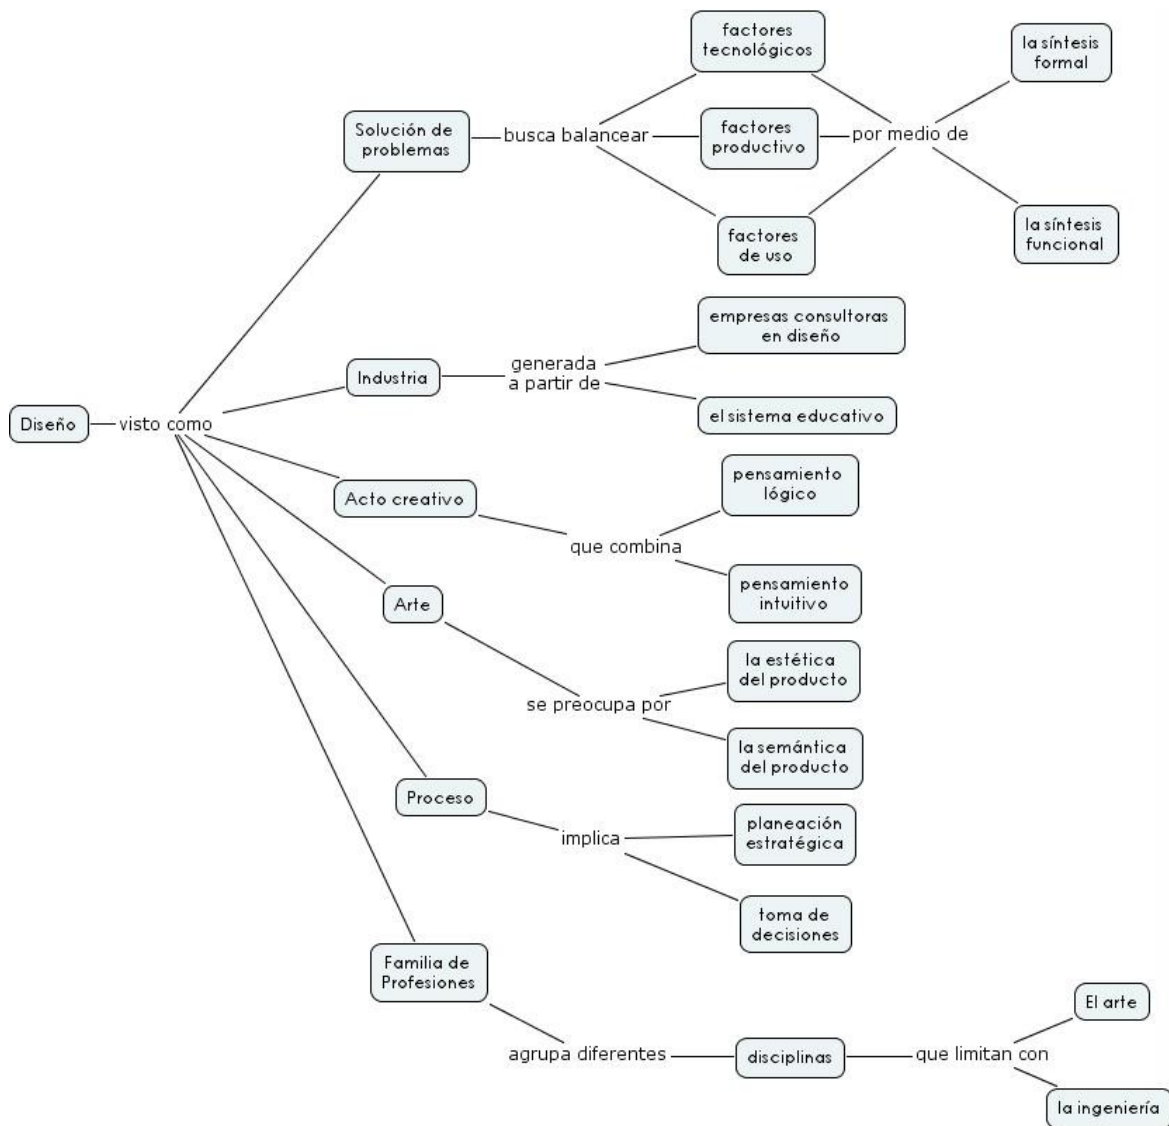 factores
tecnológicos
la síntesis
formal
Solución de
problemas
busca balancear
factores
productivo
por medio de
factores
de uso
la síntesis
funcional
empresas consultoras
en diseño
Industria
generada
a partir de
el sistema educativo
Diseño
visto como
Acto creativo
pensamiento
lógico
que combina
pensamiento
intuitivo
Arte
la estética
del producto
se preocupa por
la semántica
del producto
Proceso
implica
planeación
estratégica
toma de
decisiones
Familia de
Profesiones
agrupa diferentes
disciplinas
que limitan con
El arte
la ingeniería